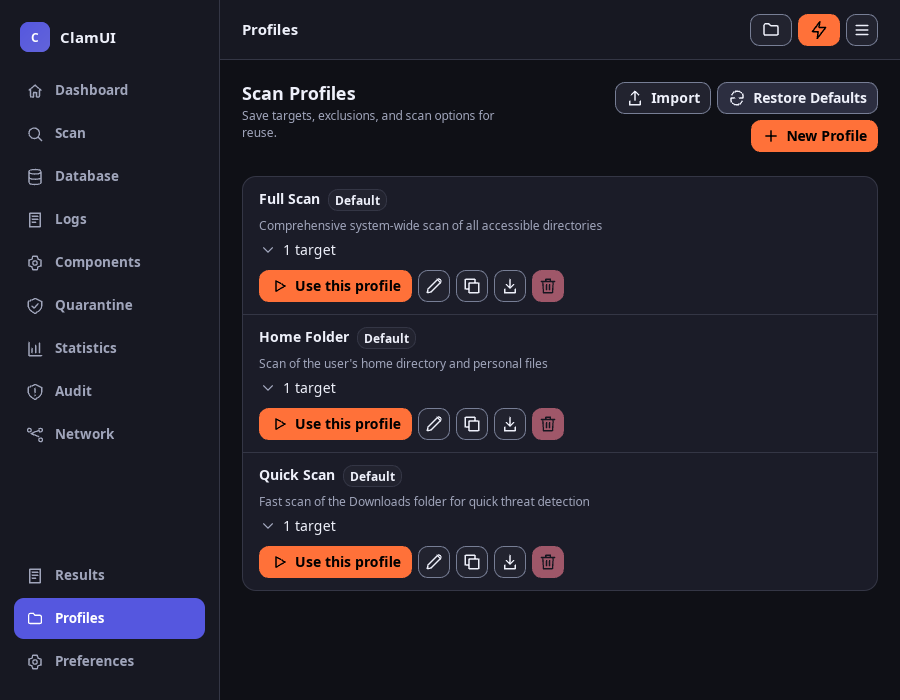 C ClamUI
Dashboard
Scan
Database
Logs
Components
Quarantine
Statistics
Audit
Network
Results
Profiles
Preferences
Profiles
Scan Profiles
Save targets, exclusions, and scan options for
reuse.
Import
Restore Defaults
New Profile
Full Scan Default
Comprehensive system-wide scan of all accessible directories
1 target
Use this profile
Home Folder Default
Scan of the user's home directory and personal files
1 target
Use this profile
Quick Scan Default
Fast scan of the Downloads folder for quick threat detection
1 target
Use this profile